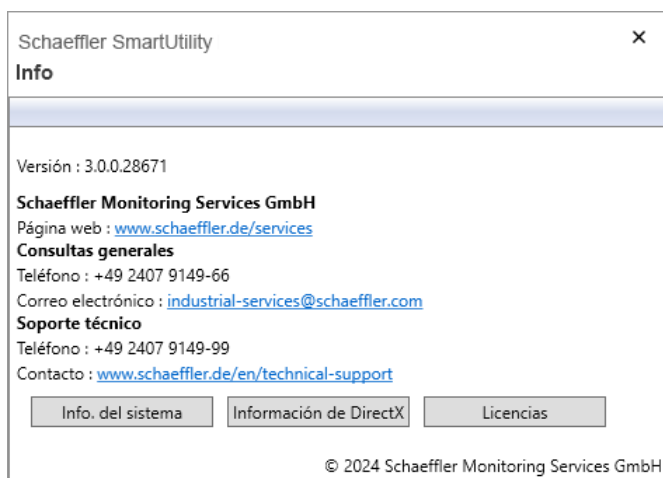 Schaeffler SmartUtility
Info
Versión : 3.0.0.28671
Schaeffler Monitoring Services GmbH
Página web : www.schaeffler.de/services
Consultas generales
Teléfono : +49 2407 9149-66
Correo electrónico : industrial-services@schaeffler.com
Soporte técnico
Teléfono : +49 2407 9149-99
Contacto : www.schaeffler.de/en/technical-support
Info. del sistema Información de DirectX Licencias
© 2024 Schaeffler Monitoring Services GmbH